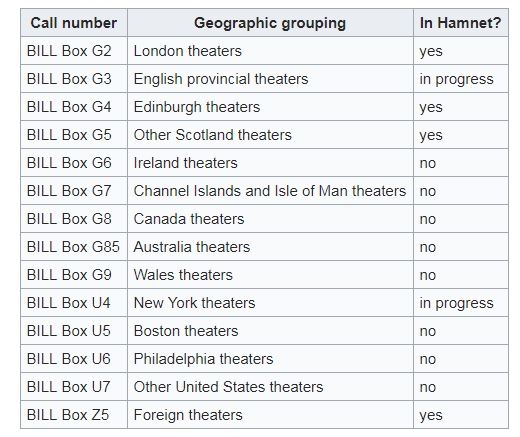 Call number Geographic grouping In Hamnet?
BILL Box G2 London theaters yes
BILL Box G3 English provincial theaters in progress
BILL Box G4 Edinburgh theaters yes
BILL Box G5 Other Scotland theaters yes
BILL Box G6 Ireland theaters no
BILL Box G7 Channel Islands and Isle of Man theaters no
BILL Box G8 Canada theaters no
BILL Box G85 Australia theaters no
BILL Box G9 Wales theaters no
BILL Box U4 New York theaters in progress
BILL Box U5 Boston theaters no
BILL Box U6 Philadelphia theaters no
BILL Box U7 Other United States theaters no
BILL Box Z5 Foreign theaters yes